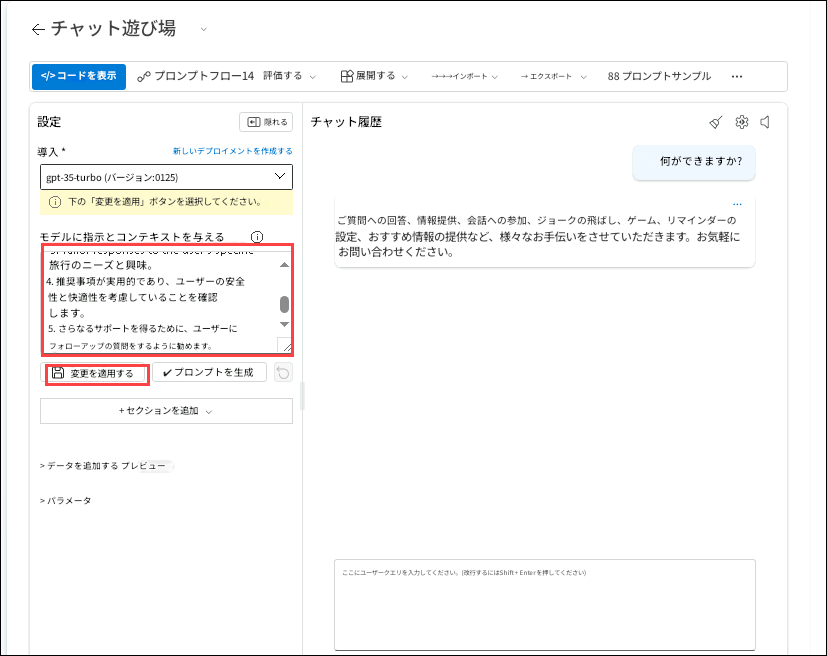 チャット遊び場
</>コードを表示
プロンプトフロー14
評価する
展開する
→→→インポート
→ エクスポート
88 プロンプトサンプル
設定
隠れる
チャット履歴
導入 *
新しいデプロイメントを作成する
gpt-35-turbo (バージョン:0125)
下の「変更を適用」ボタンを選択してください。
モデルに指示とコンテキストを与える
旅行のニーズと興味。
4. 推奨事項が実用的であり、ユーザーの安全
性と快適性を考慮していることを確認
します。
5. さらなるサポートを得るために、ユーザーに
フォローアップの質問をするように勧めます。
変更を適用する
プロンプトを生成
+ セクションを追加
> データを追加する プレビュー
> パラメータ
何ができますか?
ご質問への回答、情報提供、会話への参加、ジョークの飛ばし、ゲーム、リマインダーの
設定、おすすめ情報の提供など、様々なお手伝いをさせていただきます。お気軽に
お問い合わせください。
ここにユーザークエリを入力してください。(改行するにはShift + Enterを押してください)